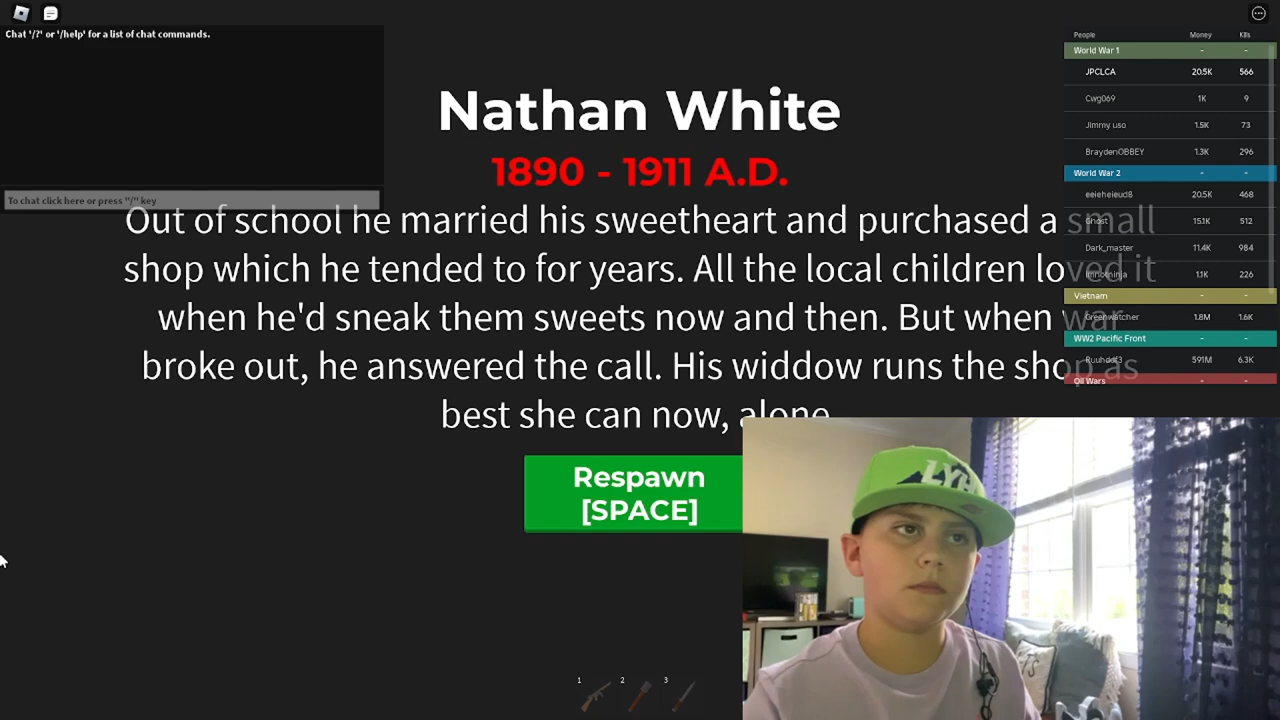 Chat '/?' or '/help' for a list of chat commands.
To chat click here or press "/" key
Nathan White
1890 - 1911 A.D.
Out of school he married his sweetheart and purchased a small
shop which he tended to for years. All the local children loved it
when he'd sneak them sweets now and then. But when war
broke out, he answered the call. His widdow runs the shop as
best she can now, alone
Respawn
[SPACE]
People Money Kills
World War 1 - -
JPCLCA 20.5K 566
Cwg069 1K 9
Jimmy uso 1.5K 73
BraydenOBBEY 1.3K 296
World War 2 - -
eeieheieud8 20.5K 468
Ghost 15.1K 512
Dark_master 11.4K 984
1.1K 226
Vietnam - -
Greenwatcher 1.8M 1.6K
WW2 Pacific Front - -
591M 6.3K
Oil Wars - -
1 2 3